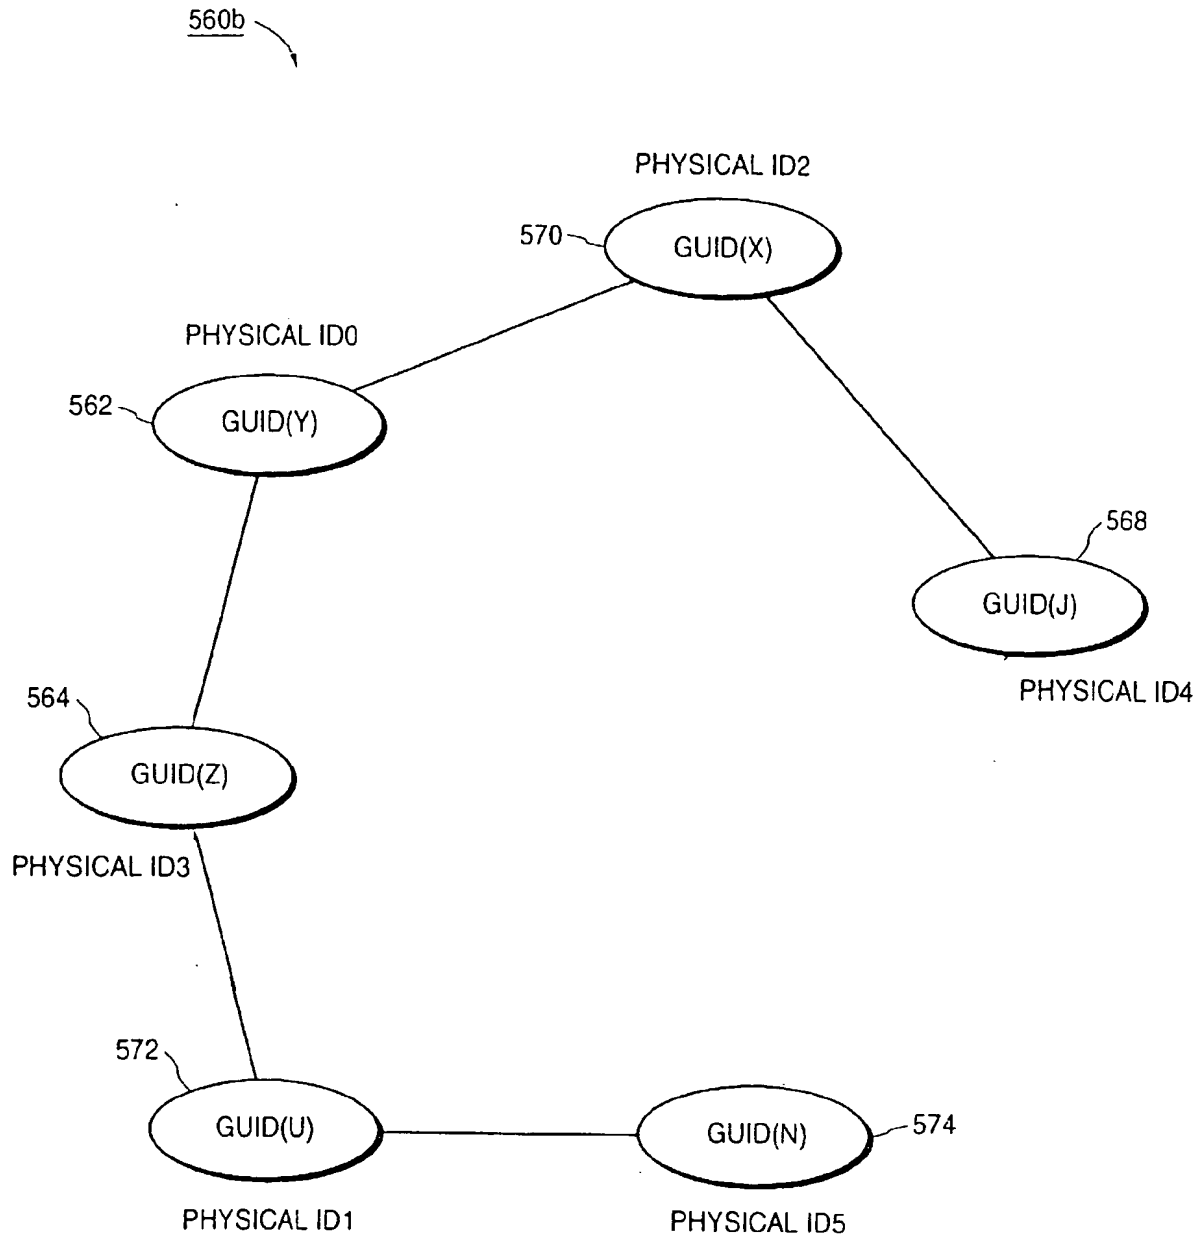 560b
PHYSICAL ID2
570
GUID(X)
PHYSICAL ID0
562
GUID(Y)
568
GUID(J)
PHYSICAL ID4
564
GUID(Z)
PHYSICAL ID3
572
GUID(U)
GUID(N)
574
PHYSICAL ID1
PHYSICAL ID5